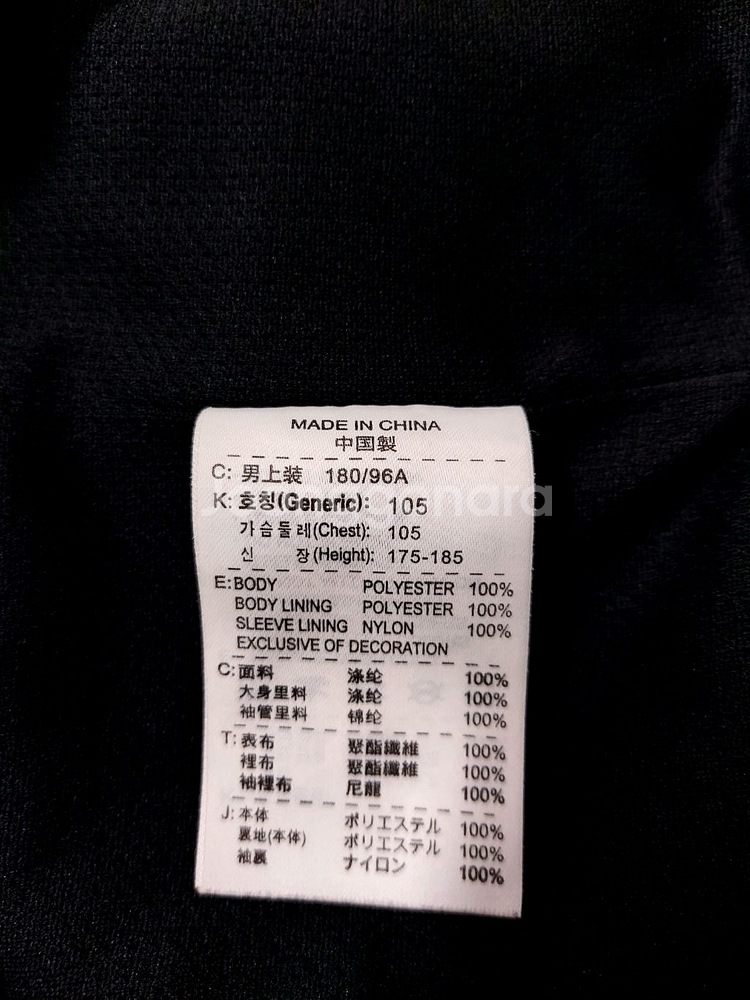 MADE IN CHINA
中国製
C: 男上装 180/96A
K: 호칭(Generic): 105
가슴둘레(Chest): 105
신 장(Height): 175-185
E: BODY POLYESTER 100%
BODY LINING POLYESTER 100%
SLEEVE LINING NYLON 100%
EXCLUSIVE OF DECORATION
C: 面料 涤纶 100%
大身里料 涤纶 100%
袖管里料 锦纶 100%
T: 表布 聚酯纖維 100%
裡布 聚酯纖維 100%
袖裡布 尼龍 100%
J: 本体 ポリエステル 100%
裏地(本体) ポリエステル 100%
袖裏 ナイロン 100%